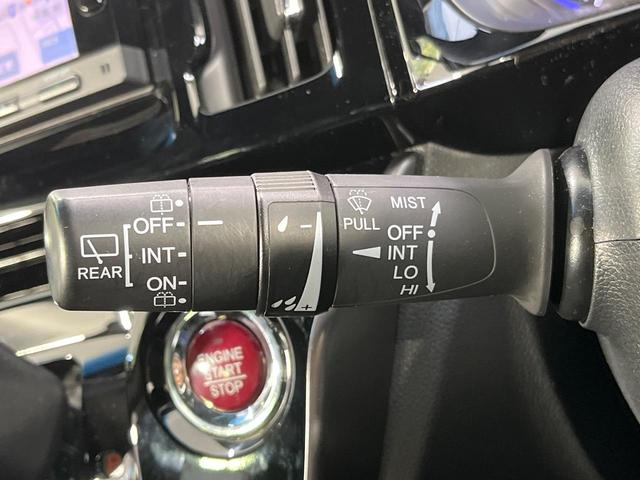 OFF
INT
ON
REAR
- +
PULL
MIST
OFF
INT
LO
HI
ENGINE
START
STOP